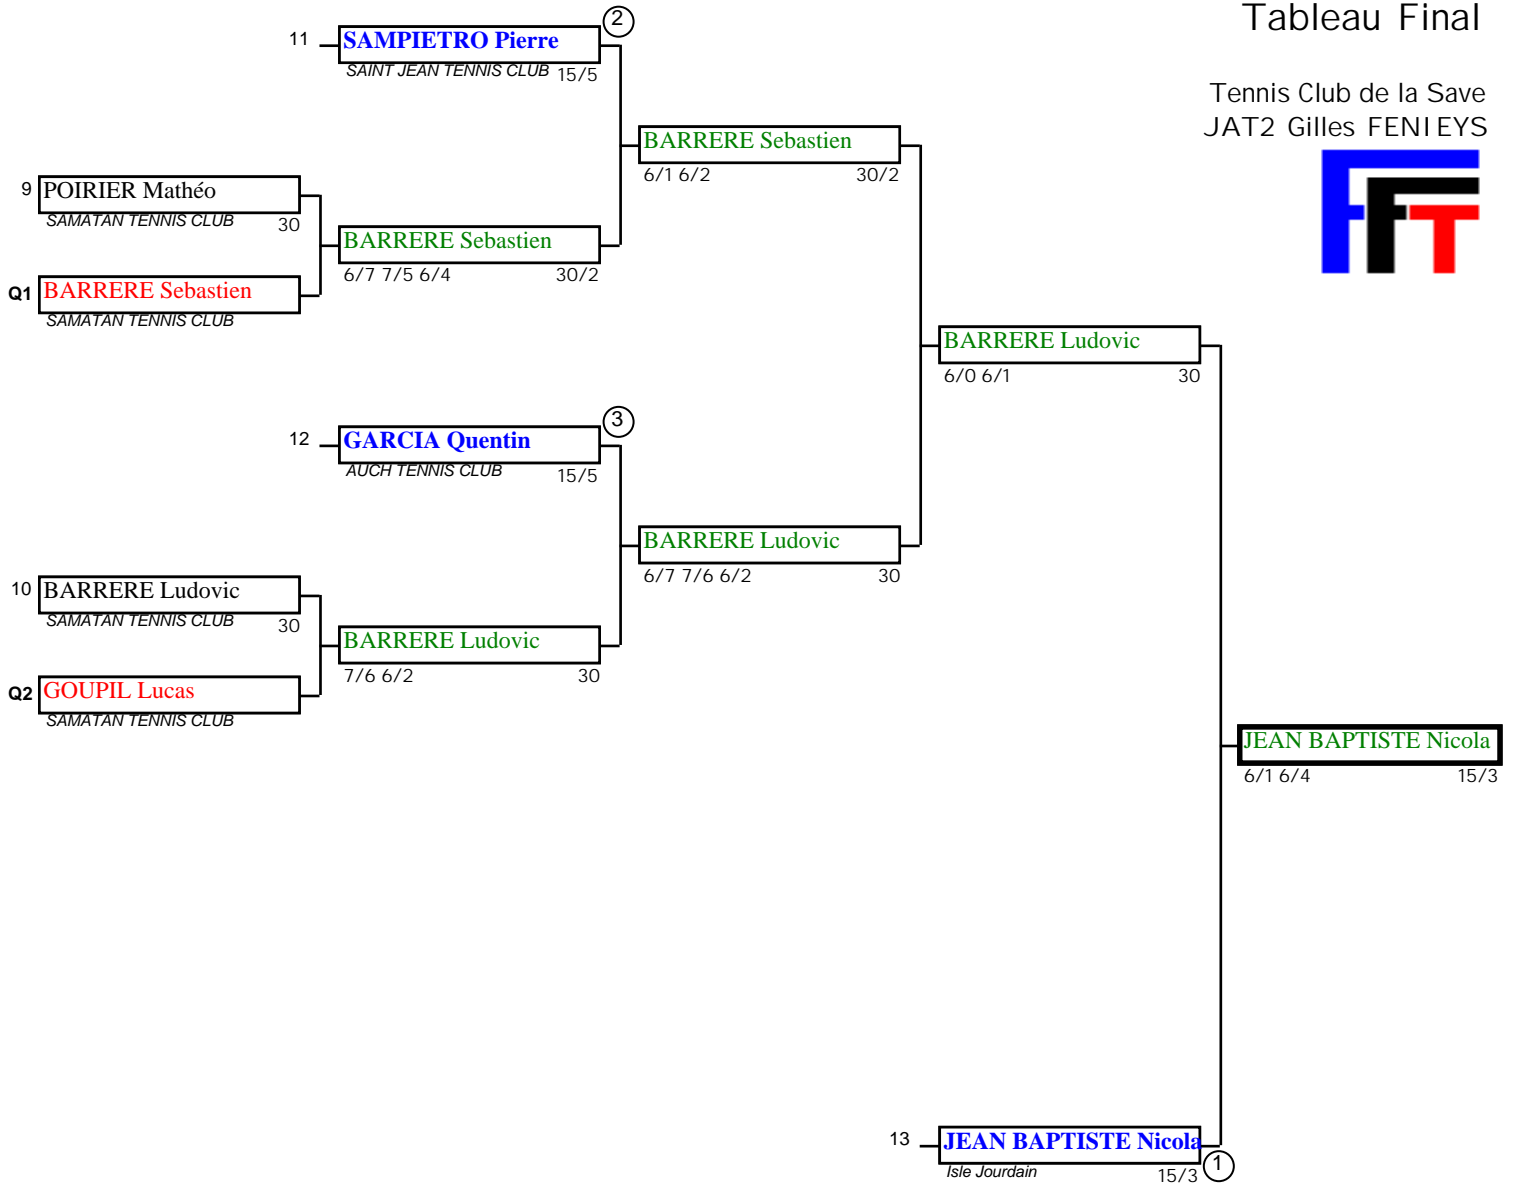 Tableau Final
Tennis Club de la Save
JAT2 Gilles FENIEYS
FFT
11 SAMPIETRO Pierre 2
SAINT JEAN TENNIS CLUB 15/5
BARRERE Sebastien
6/1 6/2 30/2
9 POIRIER Mathéo
SAMATAN TENNIS CLUB 30
BARRERE Sebastien
6/7 7/5 6/4 30/2
Q1 BARRERE Sebastien
SAMATAN TENNIS CLUB
BARRERE Ludovic
6/0 6/1 30
12 GARCIA Quentin 3
AUCH TENNIS CLUB 15/5
BARRERE Ludovic
6/7 7/6 6/2 30
10 BARRERE Ludovic
SAMATAN TENNIS CLUB 30
BARRERE Ludovic
7/6 6/2 30
Q2 GOUPIL Lucas
SAMATAN TENNIS CLUB
JEAN BAPTISTE Nicola
6/1 6/4 15/3
13 JEAN BAPTISTE Nicola
Isle Jourdain 15/3 1